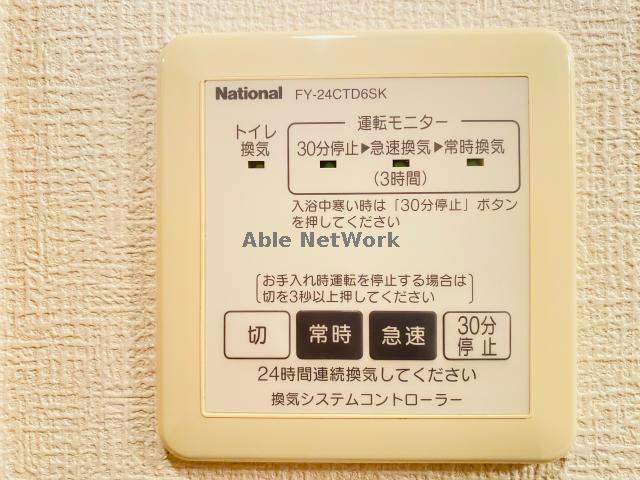 National FY-24CTD6SK
トイレ
換気
運転モニター
30分停止▶急速換気▶常時換気
(3時間)
入浴中寒い時は「30分停止」ボタン
を押してください
Able NetWork
お手入れ時運転を停止する場合は
切を3秒以上押してください
切 常時 急速 30分
停止
24時間連続換気してください
換気システムコントローラー